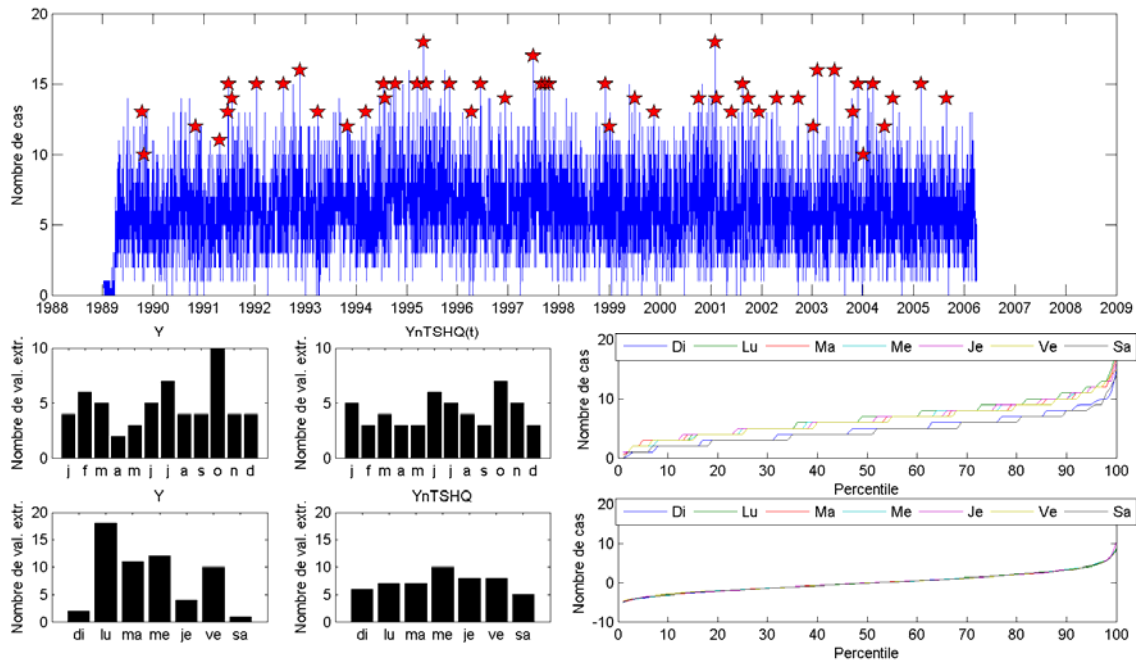 20
15
10
5
0
Nombre de cas
1988 1989 1990 1991 1992 1993 1994 1995 1996 1997 1998 1999 2000 2001 2002 2003 2004 2005 2006 2007 2008 2009
Y
10
5
0
Nombre de val. extr.
j f m a m j j a s o n d
YnTSHQ(t)
10
5
0
Nombre de val. extr.
j f m a m j j a s o n d
20
10
0
Nombre de cas
Di Lu Ma Me Je Ve Sa
1 10 20 30 40 50 60 70 80 90 100
Percentile
Y
20
15
10
5
0
Nombre de val. extr.
di lu ma me je ve sa
YnTSHQ
20
15
10
5
0
Nombre de val. extr.
di lu ma me je ve sa
20
10
0
-10
Nombre de cas
Di Lu Ma Me Je Ve Sa
1 10 20 30 40 50 60 70 80 90 100
Percentile